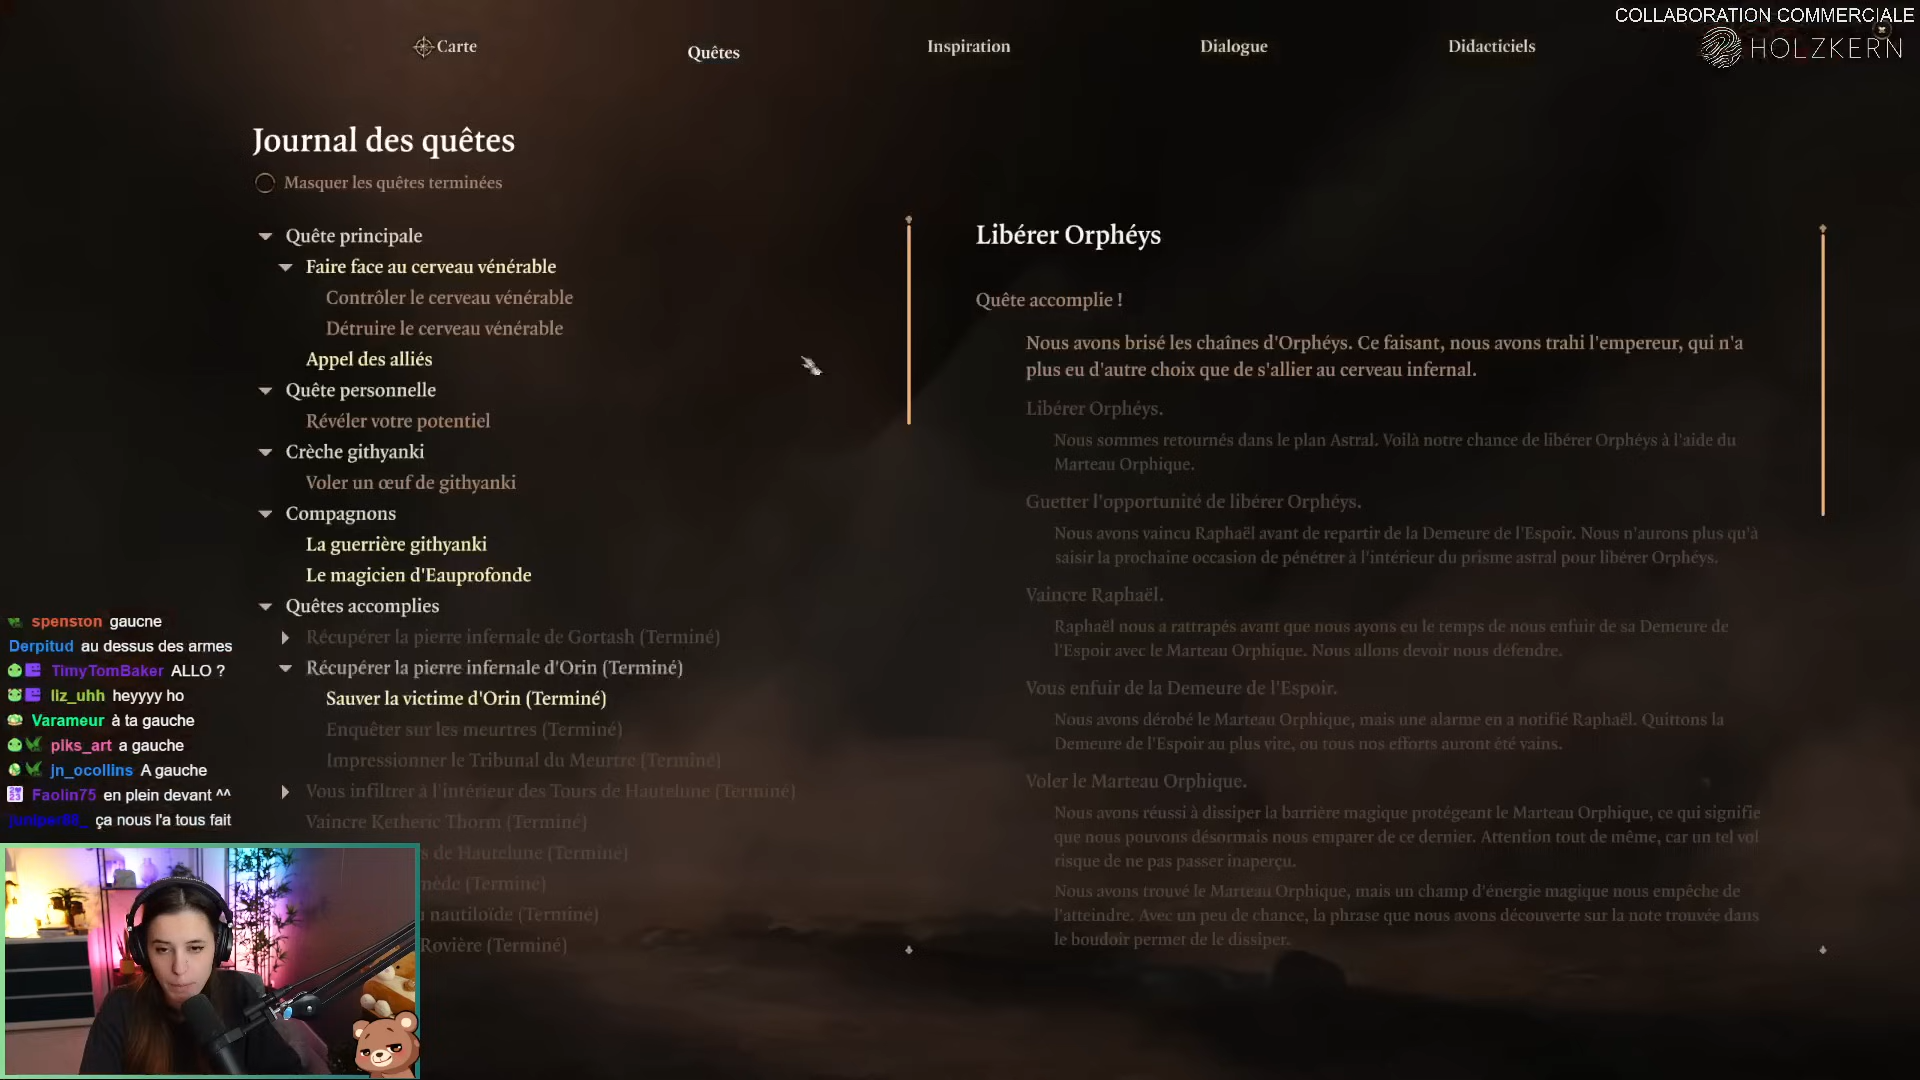 COLLABORATION COMMERCIALE
HOLZKERN
Carte
Quêtes
Inspiration
Dialogue
Didacticiels
Journal des quêtes
Masquer les quêtes terminées
Quête principale
Faire face au cerveau vénérable
Contrôler le cerveau vénérable
Détruire le cerveau vénérable
Appel des alliés
Quête personnelle
Révéler votre potentiel
Crèche githyanki
Voler un œuf de githyanki
Compagnons
La guerrière githyanki
Le magicien d'Eauprofonde
Quêtes accomplies
Récupérer la pierre infernale de Gortash (Terminé)
Récupérer la pierre infernale d'Orin (Terminé)
Sauver la victime d'Orin (Terminé)
Enquêter sur les meurtres (Terminé)
Impressionner le Tribunal du Meurtre (Terminé)
Vous infiltrer à l'intérieur des Tours de Hautelune (Terminé)
Vaincre Ketheric Thorm (Terminé)
de Hautelune (Terminé)
(Terminé)
nautiloïde (Terminé)
Rovière (Terminé)
Libérer Orphéys
Quête accomplie !
Nous avons brisé les chaînes d'Orphéys. Ce faisant, nous avons trahi l'empereur, qui n'a
plus eu d'autre choix que de s'allier au cerveau infernal.
Libérer Orphéys.
Nous sommes retournés dans le plan Astral. Voilà notre chance de libérer Orphéys à l'aide du
Marteau Orphique.
Guetter l'opportunité de libérer Orphéys.
Nous avons vaincu Raphaël avant de repartir de la Demeure de l'Espoir. Nous n'aurons plus qu'à
saisir la prochaine occasion de pénétrer à l'intérieur du prisme astral pour libérer Orphéys.
Vaincre Raphaël.
Raphaël nous a rattrapés avant que nous ayons eu le temps de nous enfuir de sa Demeure de
l'Espoir avec le Marteau Orphique. Nous allons devoir nous défendre.
Vous enfuir de la Demeure de l'Espoir.
Nous avons dérobé le Marteau Orphique, mais une alarme en a notifié Raphaël. Quittons la
Demeure de l'Espoir au plus vite, ou tous nos efforts auront été vains.
Voler le Marteau Orphique.
Nous avons réussi à dissiper la barrière magique protégeant le Marteau Orphique, ce qui signifie
que nous pouvons désormais nous emparer de ce dernier. Attention tout de même, car un tel vol
risque de ne pas passer inaperçu.
Nous avons trouvé le Marteau Orphique, mais un champ d'énergie magique nous empêche de
l'atteindre. Avec un peu de chance, la phrase que nous avons découverte sur la note trouvée dans
le boudoir permet de le dissiper.
spenston gaucne
Derpitud au dessus des armes
TimyTomBaker ALLO ?
liz_uhh heyyyy ho
Varameur à ta gauche
piks_art a gauche
jn_ocollins A gauche
Faolin75 en plein devant ^^
ça nous l'a tous fait